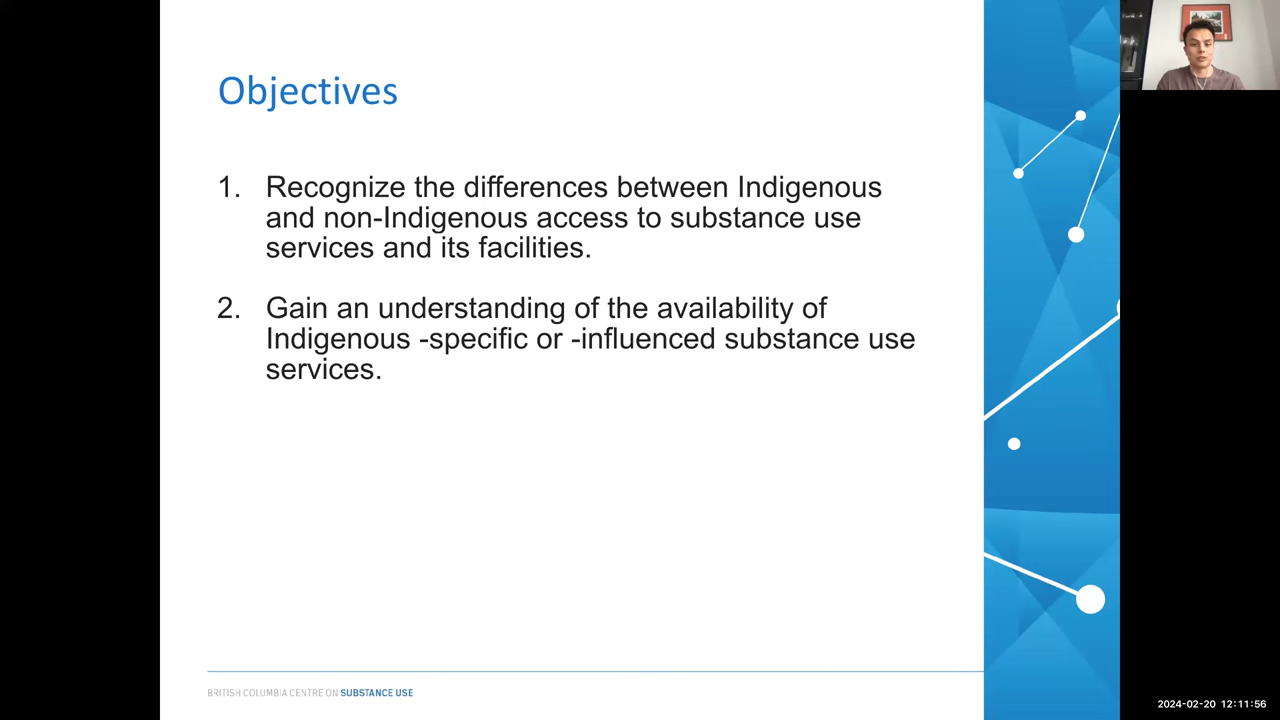 Objectives
1. Recognize the differences between Indigenous
and non-Indigenous access to substance use
services and its facilities.
2. Gain an understanding of the availability of
Indigenous -specific or -influenced substance use
services.
BRITISH COLUMBIA CENTRE ON SUBSTANCE USE
2024-02-20 12:11:56